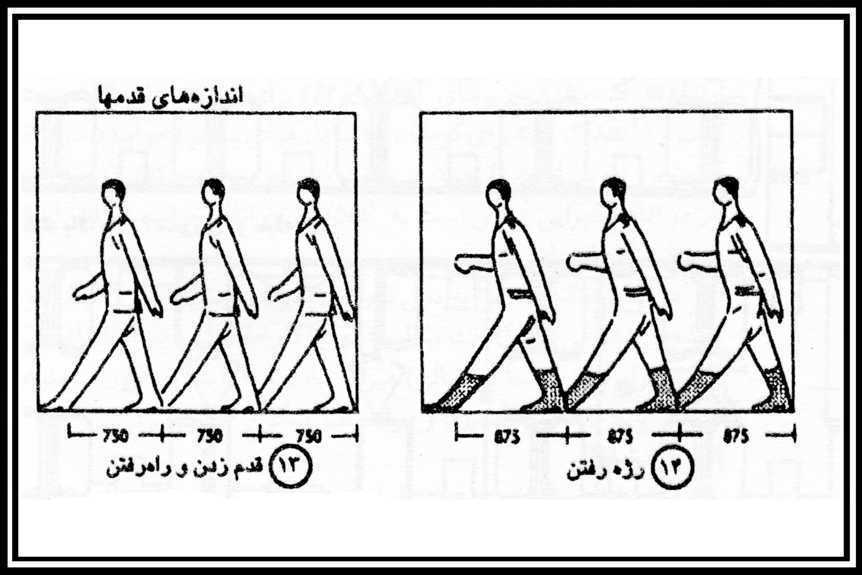 اندازه‌های قدمها
750 750 750
۱۳ قدم زدن و راه‌رفتن
875 875 875
۱۴ رژه رفتن